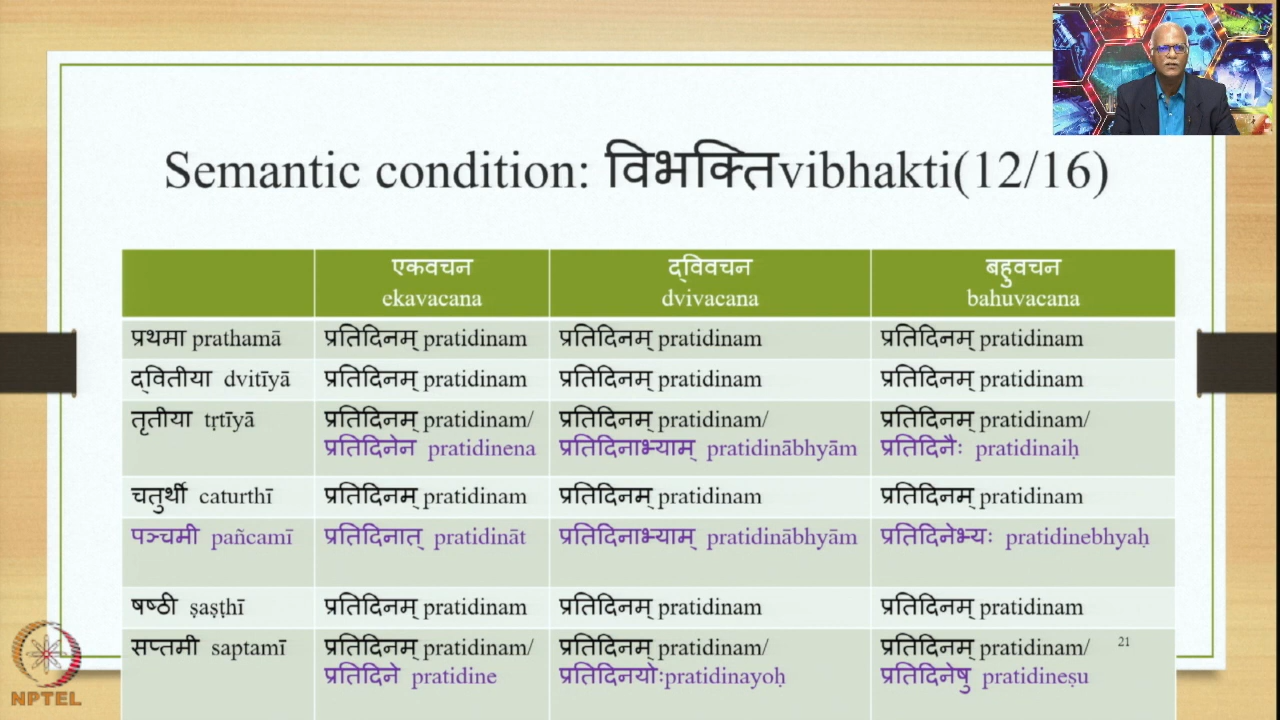 Semantic condition: विभक्तिvibhakti(12/16)
एकवचन द्विवचन बहुवचन
ekavacana dvivacana bahuvacana
प्रथमा prathamā प्रतिदिनम् pratidinam प्रतिदिनम् pratidinam प्रतिदिनम् pratidinam
द्वितीया dvitīyā प्रतिदिनम् pratidinam प्रतिदिनम् pratidinam प्रतिदिनम् pratidinam
तृतीया tṛtīyā प्रतिदिनम् pratidinam/ प्रतिदिनम् pratidinam/ प्रतिदिनम् pratidinam/
प्रतिदिनेन pratidinena प्रतिदिनाभ्याम् pratidinābhyām प्रतिदिनैः pratidinaiḥ
चतुर्थी caturthī प्रतिदिनम् pratidinam प्रतिदिनम् pratidinam प्रतिदिनम् pratidinam
पञ्चमी pañcamī प्रतिदिनात् pratidināt प्रतिदिनाभ्याम् pratidinābhyām प्रतिदिनेभ्यः pratidinebhyaḥ
षष्ठी ṣaṣṭhī प्रतिदिनम् pratidinam प्रतिदिनम् pratidinam प्रतिदिनम् pratidinam
सप्तमी saptamī प्रतिदिनम् pratidinam/ प्रतिदिनम् pratidinam/ प्रतिदिनम् pratidinam/ 21
प्रतिदिने pratidine प्रतिदिनयोःpratidinayoḥ प्रतिदिनेषु pratidineṣu
NPTEL